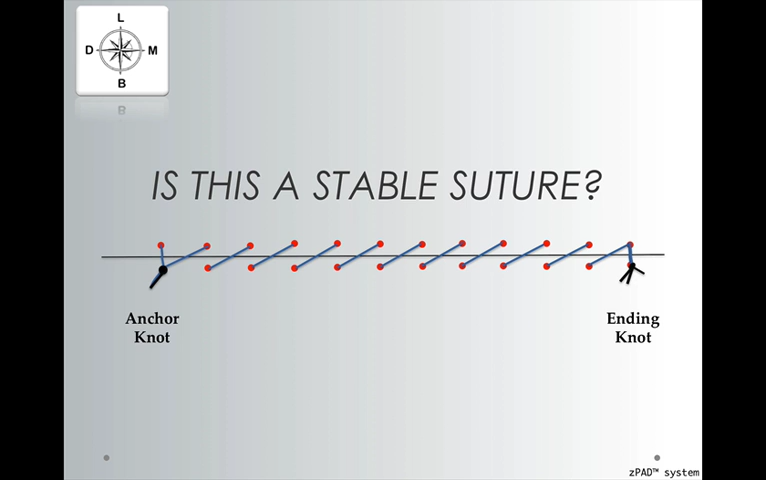 L
D M
B
IS THIS A STABLE SUTURE?
Anchor
Knot
Ending
Knot
zPAD™ system